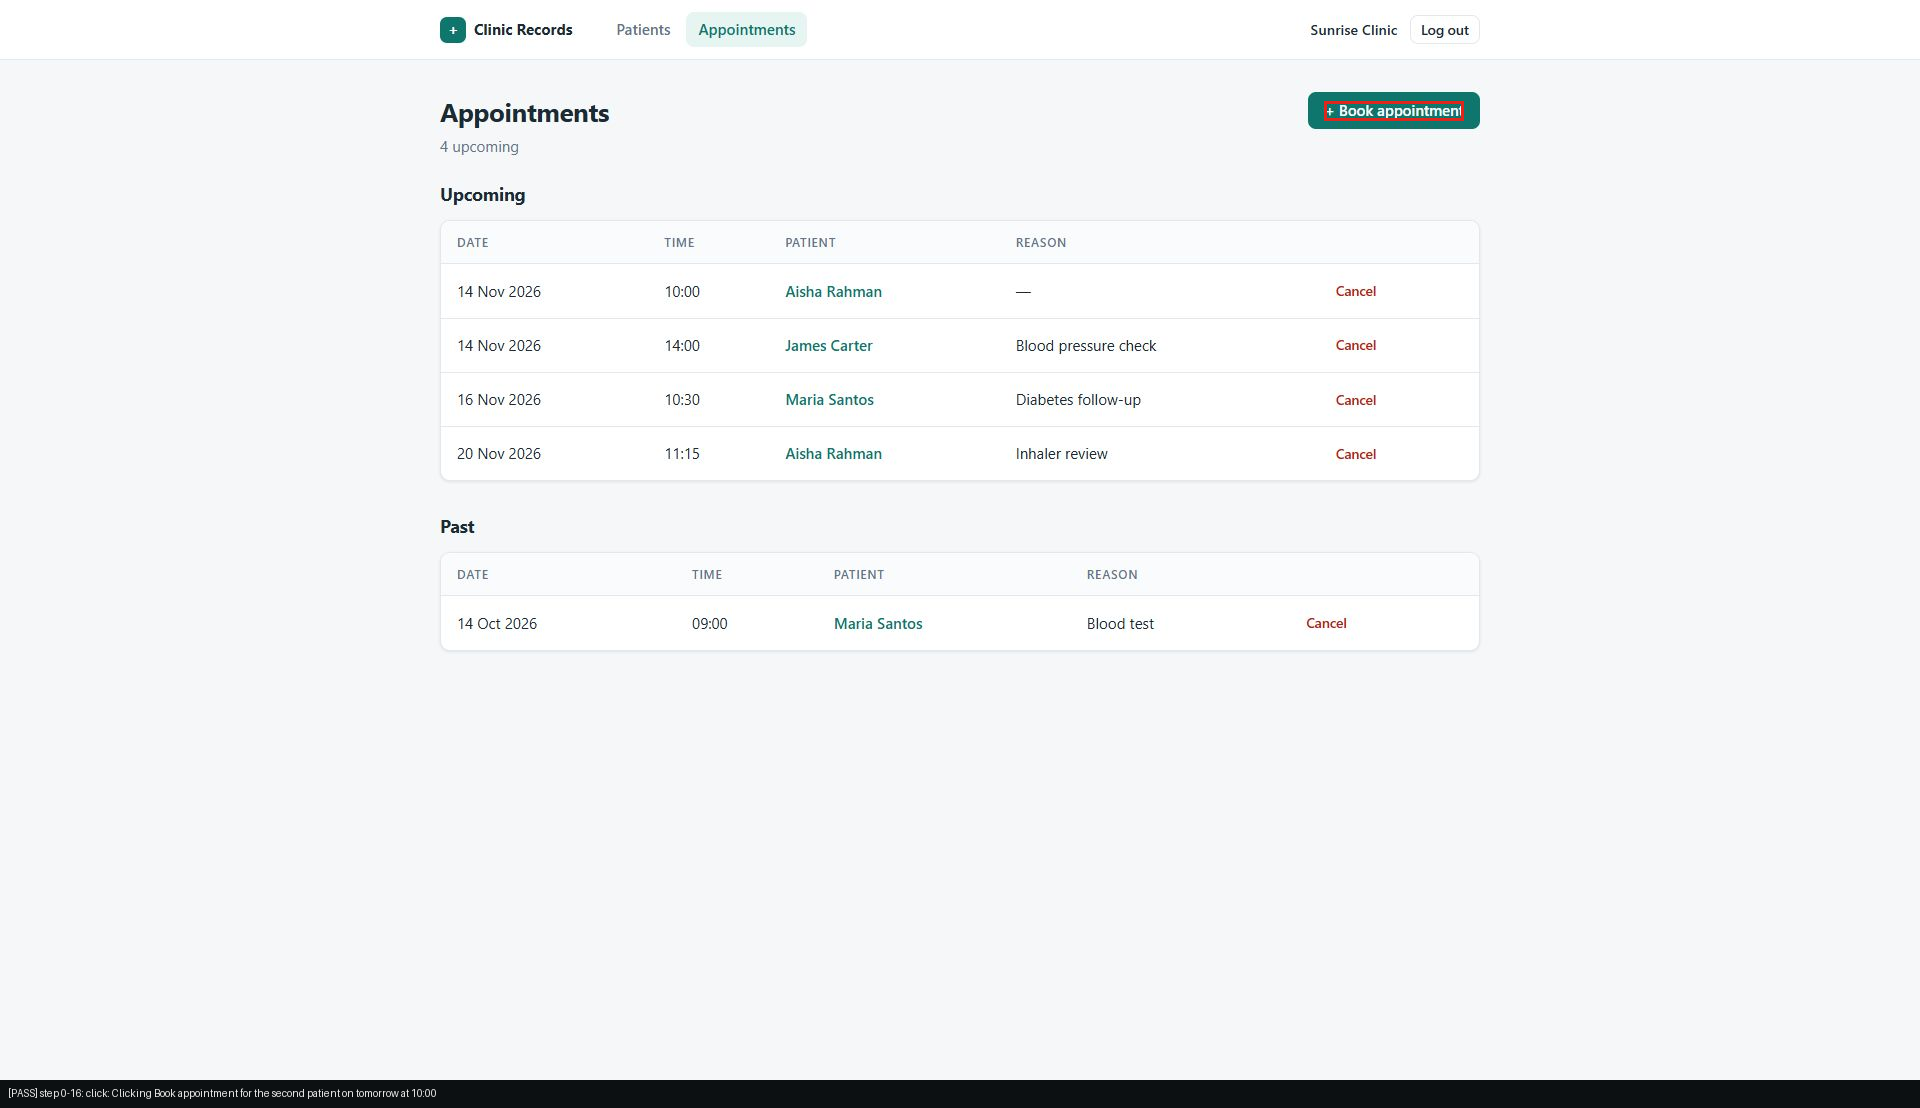 + Clinic Records Patients Appointments Sunrise Clinic Log out
Appointments + Book appointment
4 upcoming
Upcoming
DATE TIME PATIENT REASON
14 Nov 2026 10:00 Aisha Rahman — Cancel
14 Nov 2026 14:00 James Carter Blood pressure check Cancel
16 Nov 2026 10:30 Maria Santos Diabetes follow-up Cancel
20 Nov 2026 11:15 Aisha Rahman Inhaler review Cancel
Past
DATE TIME PATIENT REASON
14 Oct 2026 09:00 Maria Santos Blood test Cancel
[PASS] step 0-16: click: Clicking Book appointment for the second patient on tomorrow at 10:00